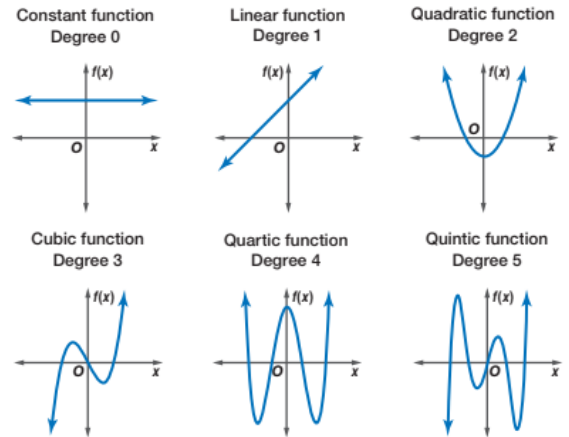 Constant function
Degree 0
Linear function
Degree 1
Quadratic function
Degree 2
f(x)
O
x
f(x)
O
x
f(x)
O
x
Cubic function
Degree 3
Quartic function
Degree 4
Quintic function
Degree 5
f(x)
O
x
f(x)
O
x
f(x)
O
x